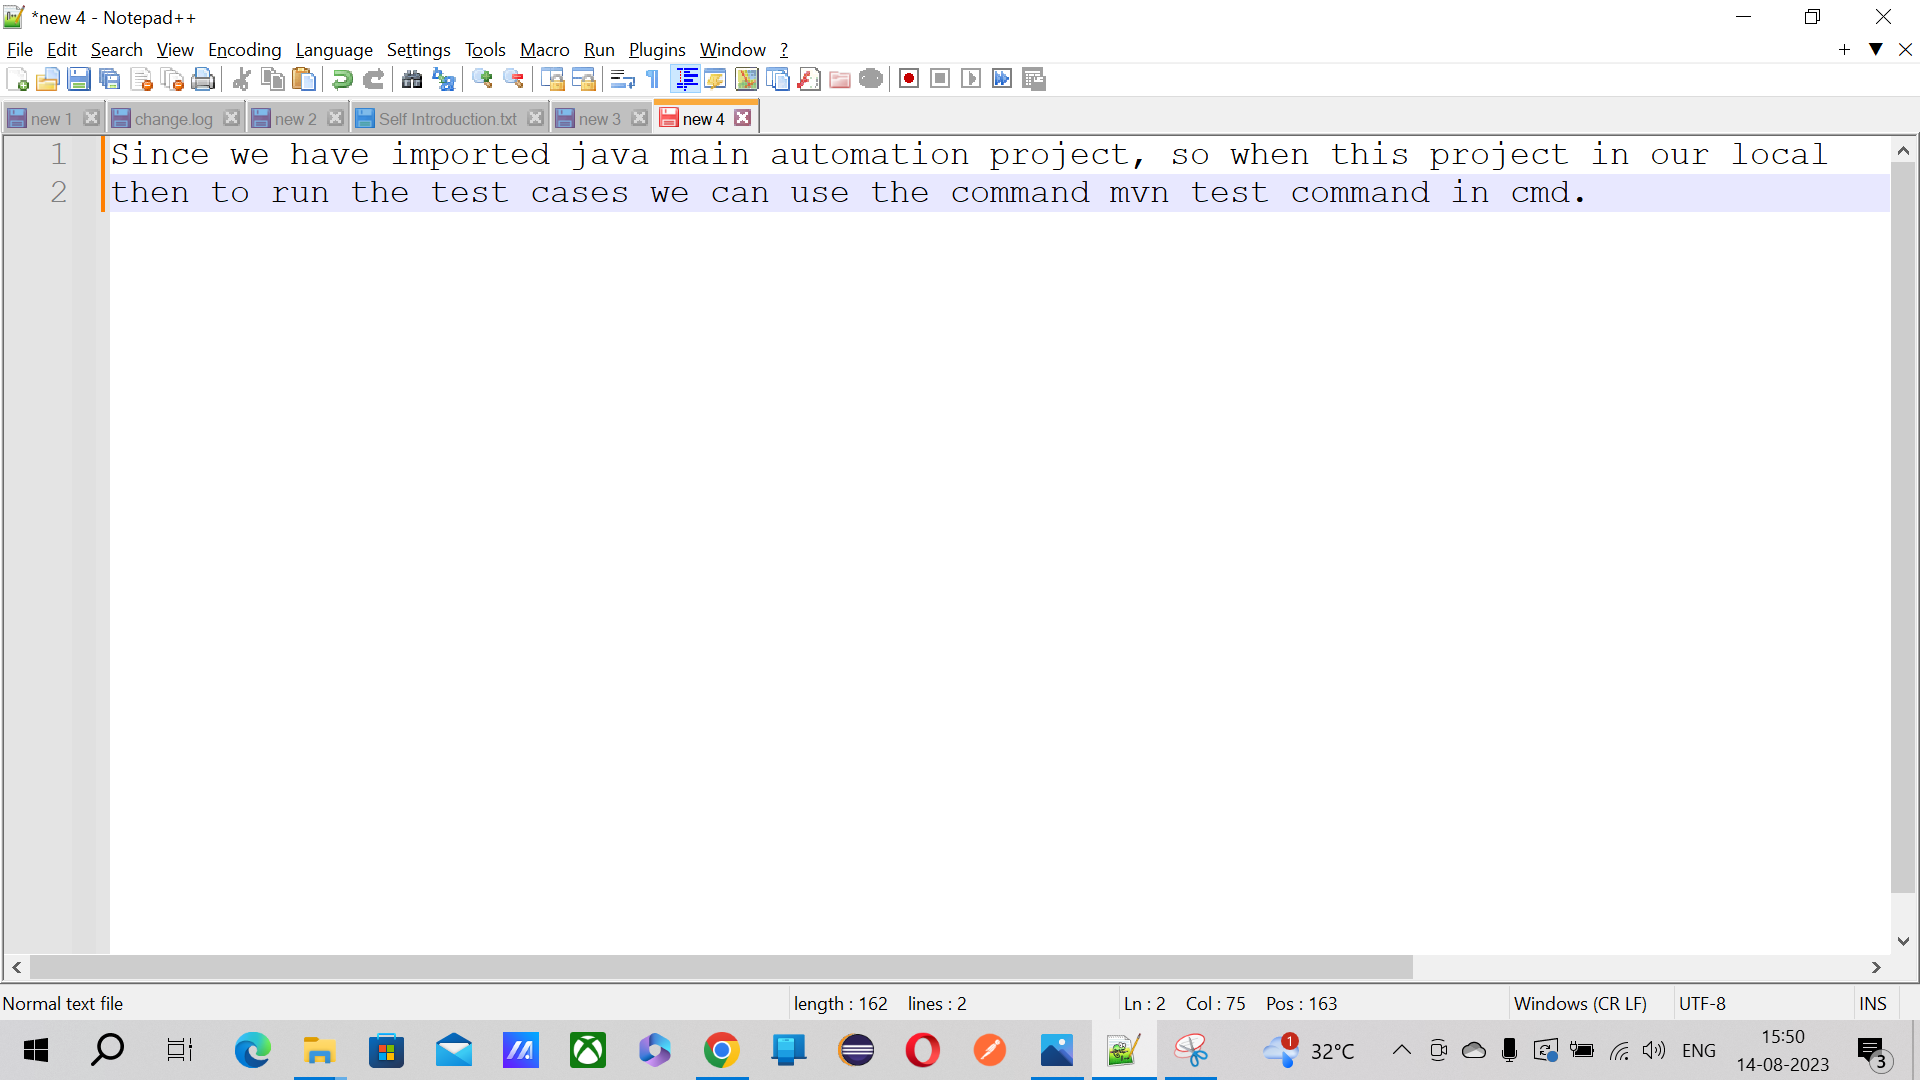 *new 4 - Notepad++
File Edit Search View Encoding Language Settings Tools Macro Run Plugins Window ?
new 1 change.log new 2 Self Introduction.txt new 3 new 4
1 Since we have imported java main automation project, so when this project in our local
2 then to run the test cases we can use the command mvn test command in cmd.
Normal text file length : 162 lines : 2 Ln : 2 Col : 75 Pos : 163 Windows (CR LF) UTF-8 INS
1 32°C ENG 15:50
14-08-2023 3